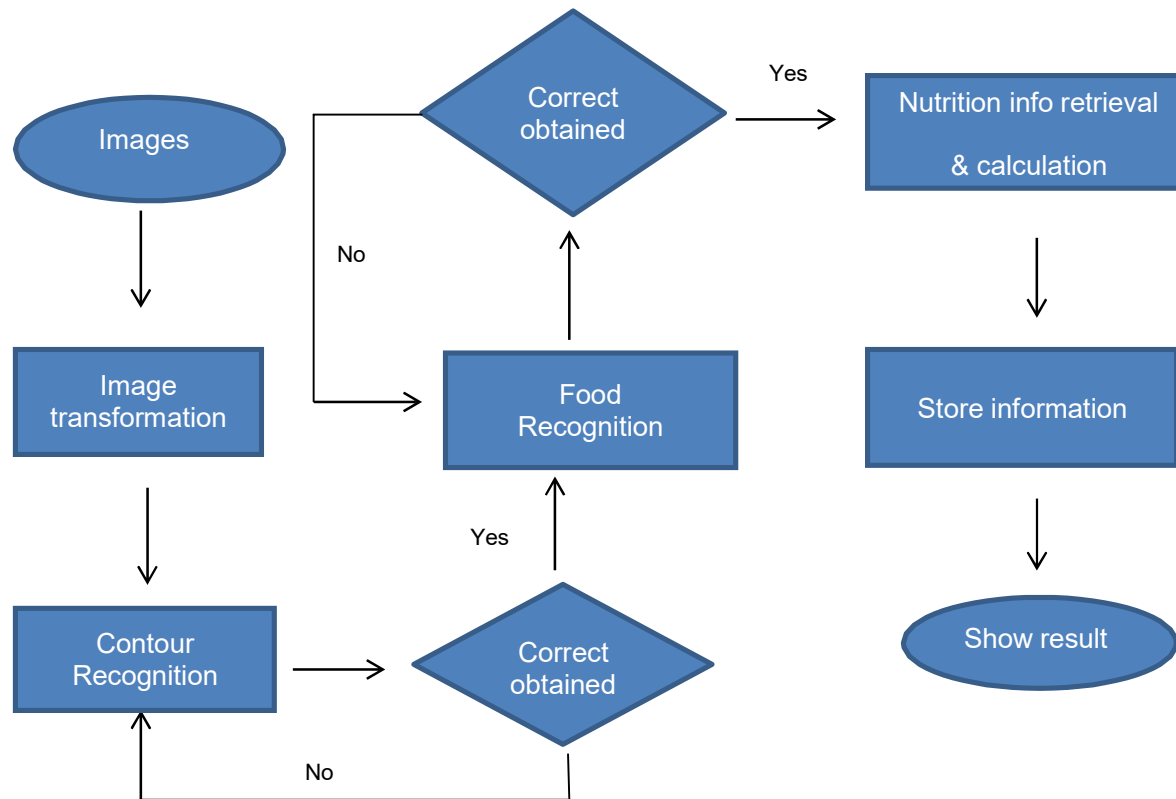 Images
Image
transformation
Contour
Recognition
No
Correct
obtained
Yes
Food
Recognition
No
Correct
obtained
Yes
Nutrition info retrieval
& calculation
Store information
Show result